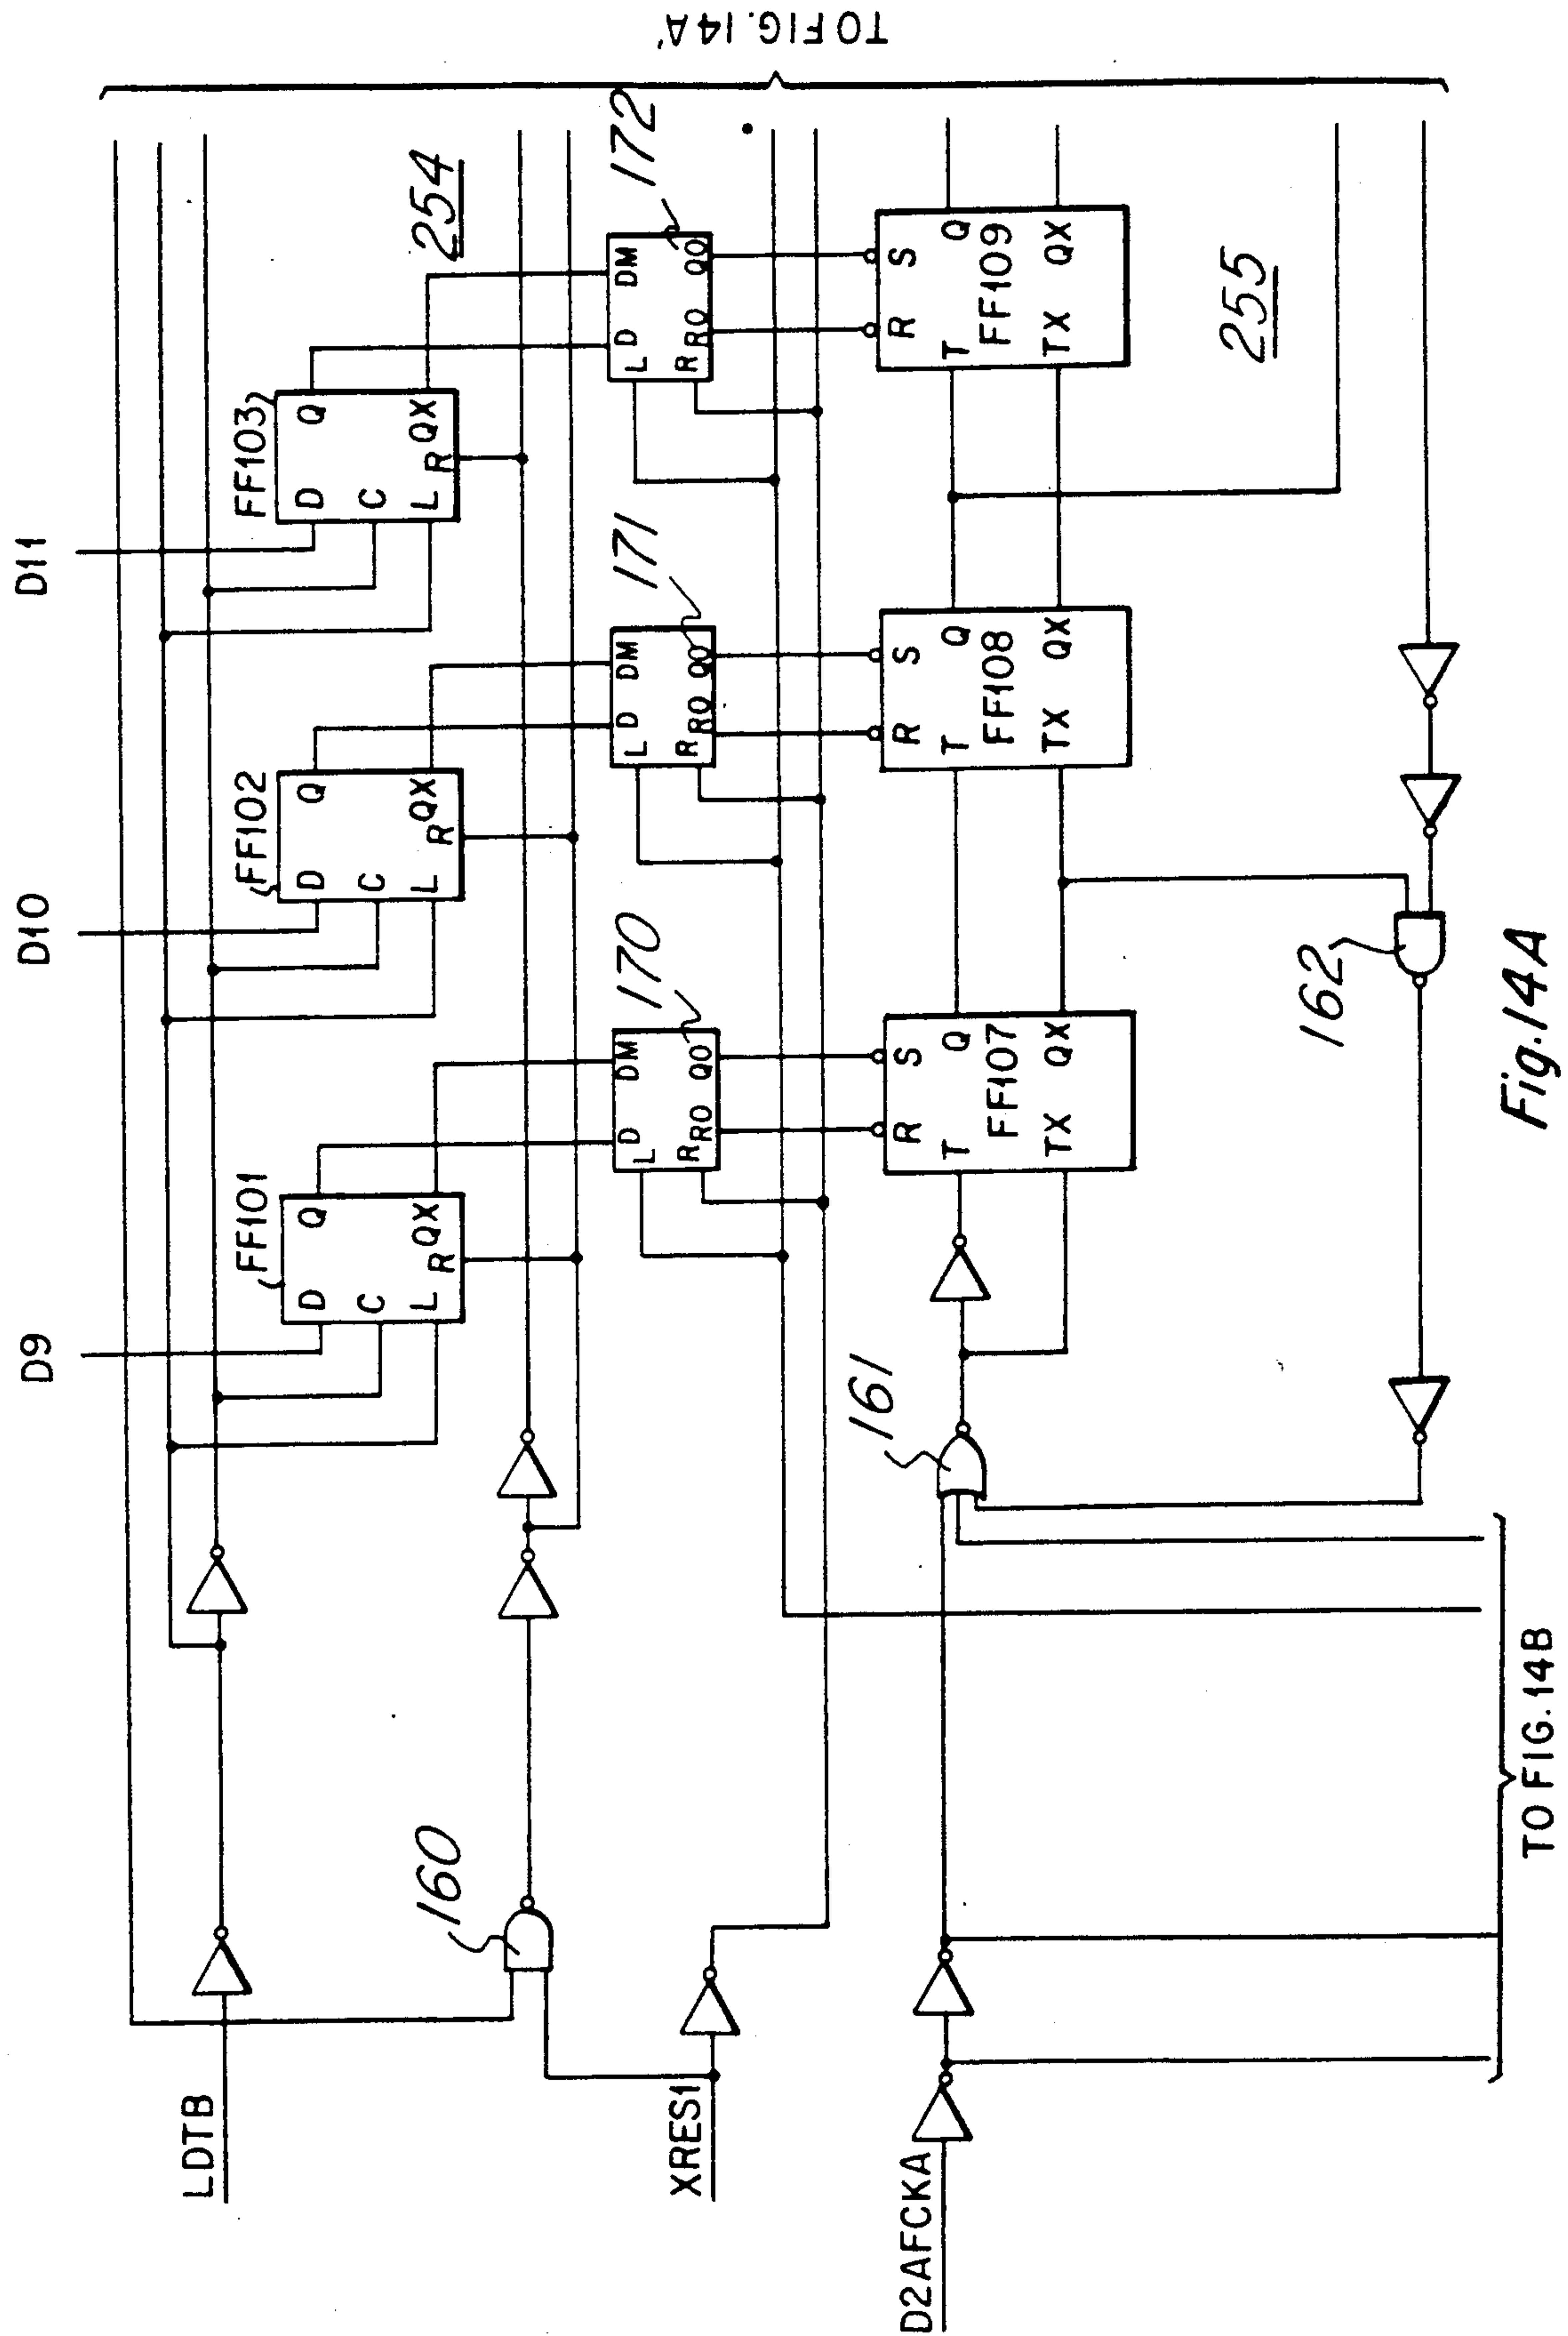 D9
D10
D11
LDTB
FF101
D
Q
C
L
QX
R
FF102
D
Q
C
L
QX
R
FF103
D
Q
C
L
QX
R
254
160
XRES1
170
D
DM
L
R
RO
QO
171
D
DM
L
R
RO
QO
172
D
DM
L
R
RO
QO
D2AFCKA
161
R
S
T
Q
FF107
TX
QX
R
S
T
Q
FF108
TX
QX
R
S
T
Q
FF109
TX
QX
255
162
TO FIG. 14B
TO FIG. 14A'
Fig. 14A